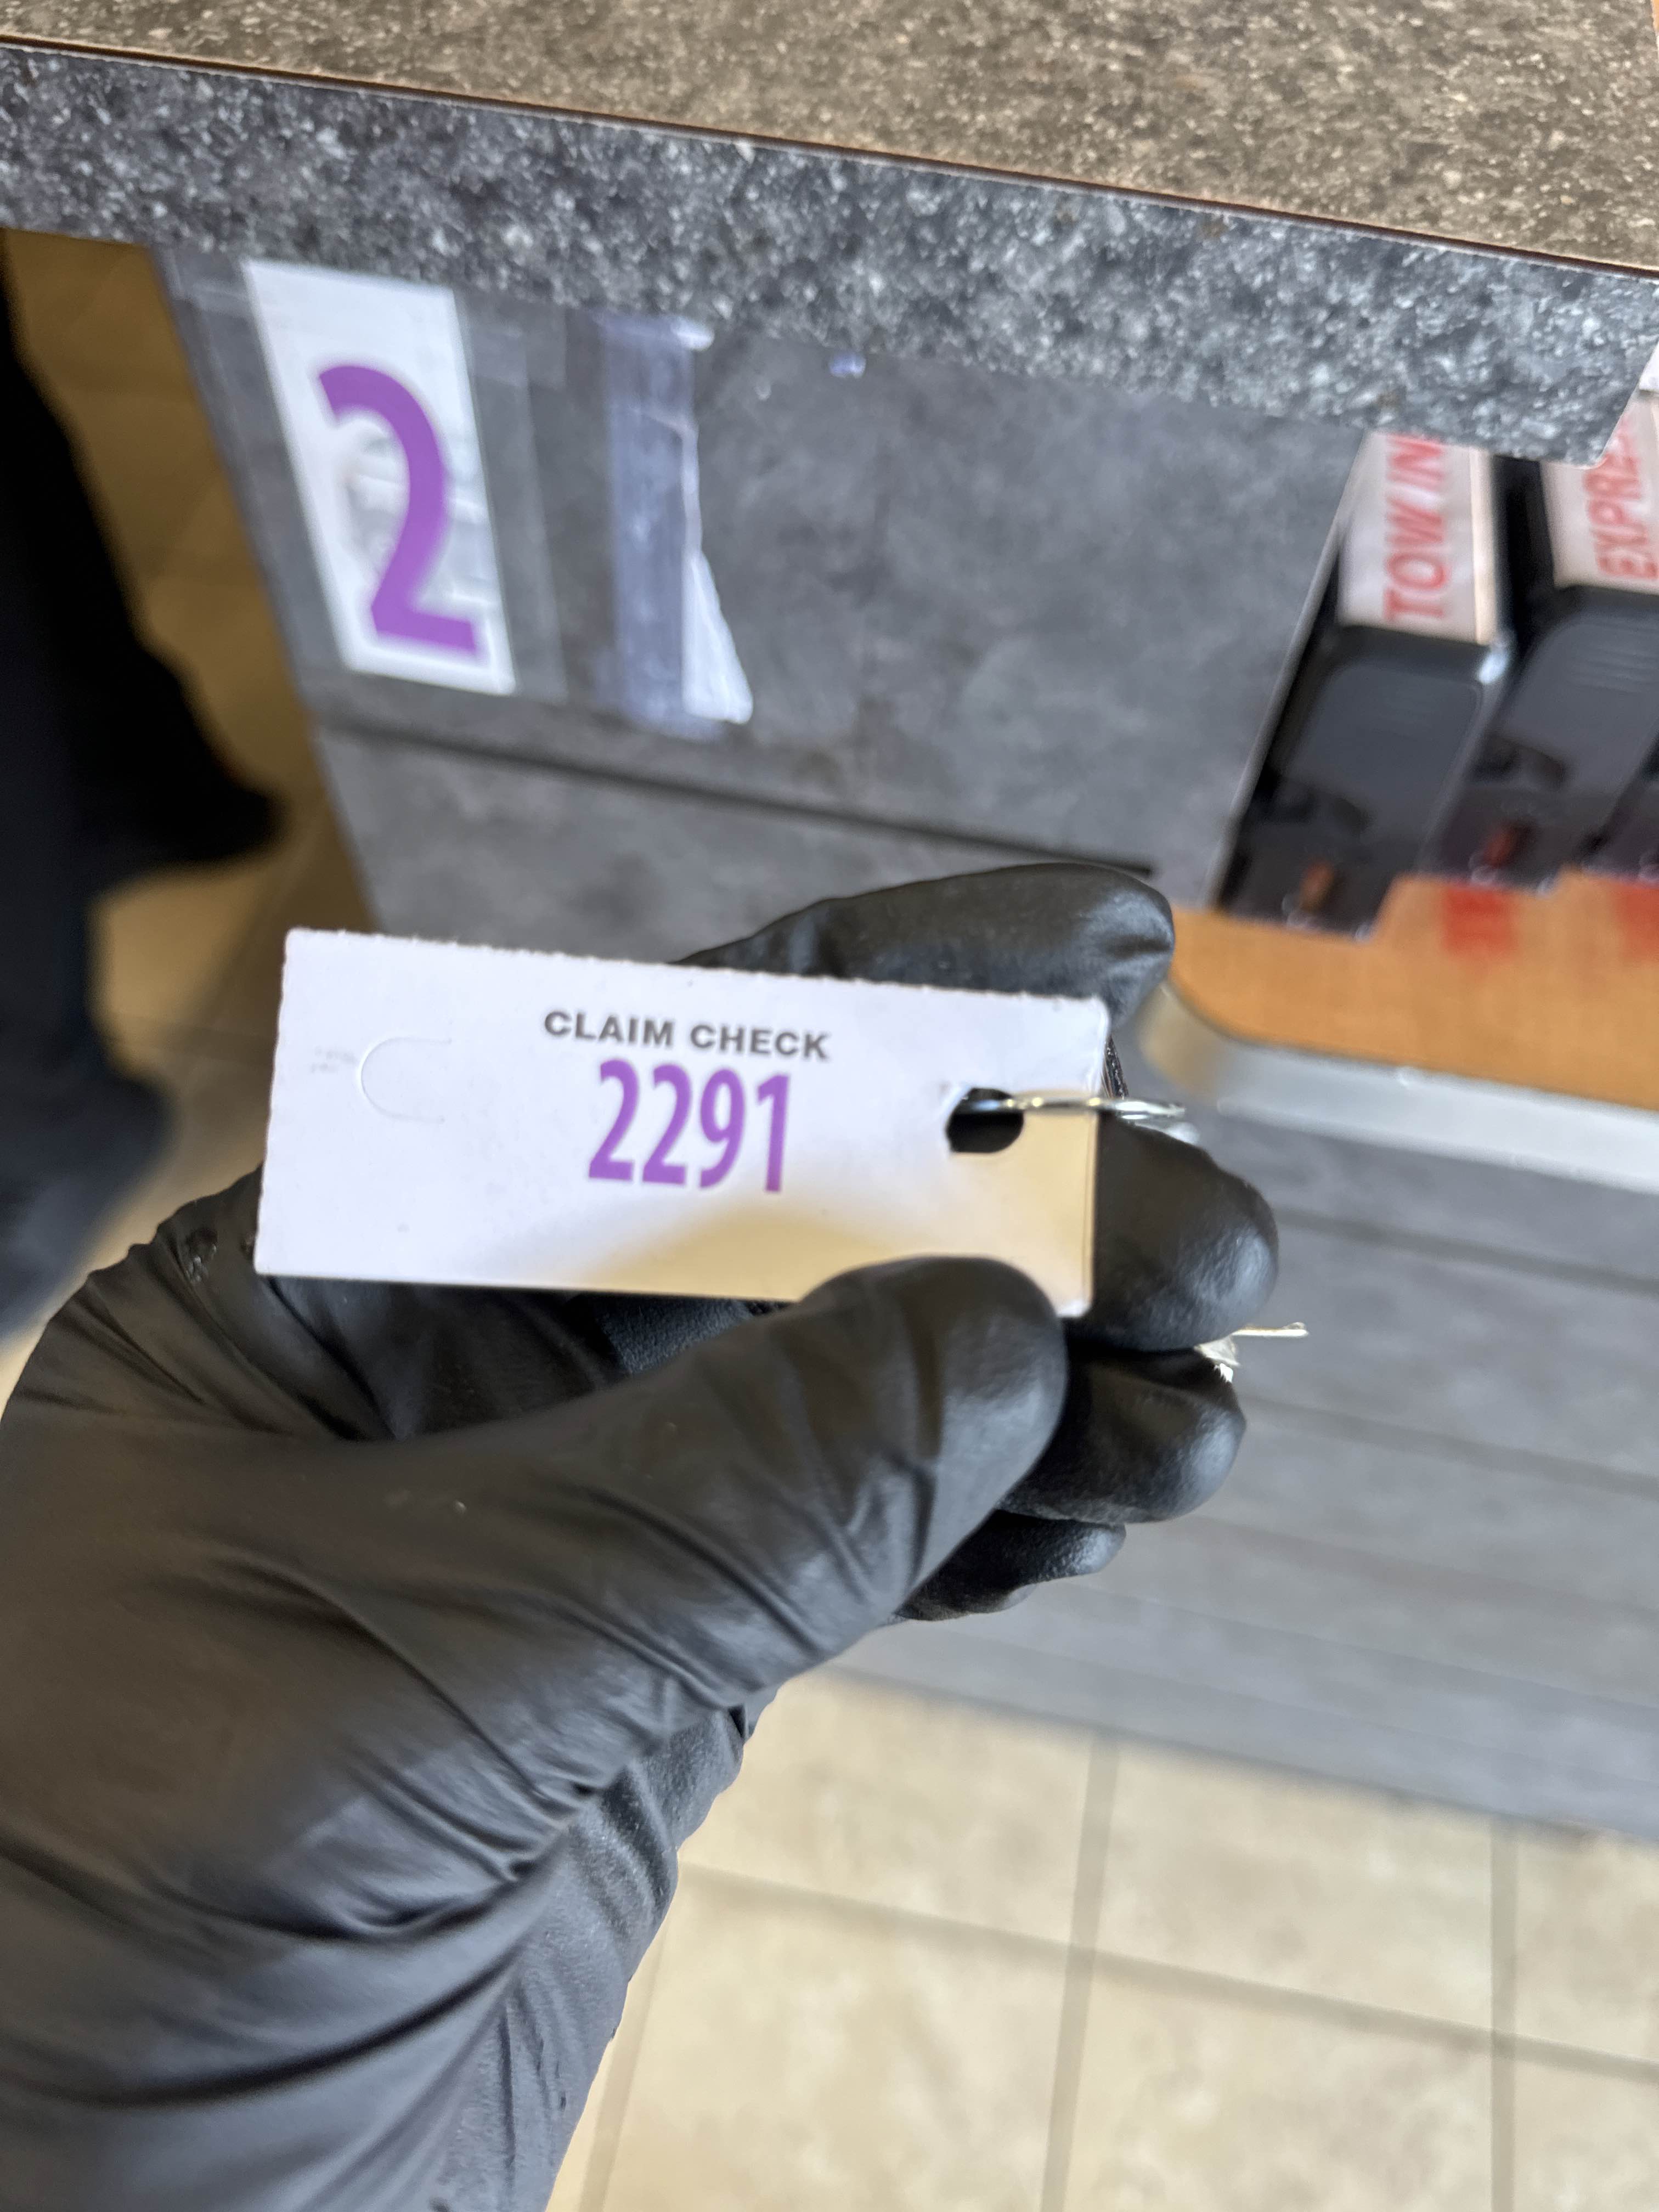 2
TOW IN
EXPRE
CLAIM CHECK
2291